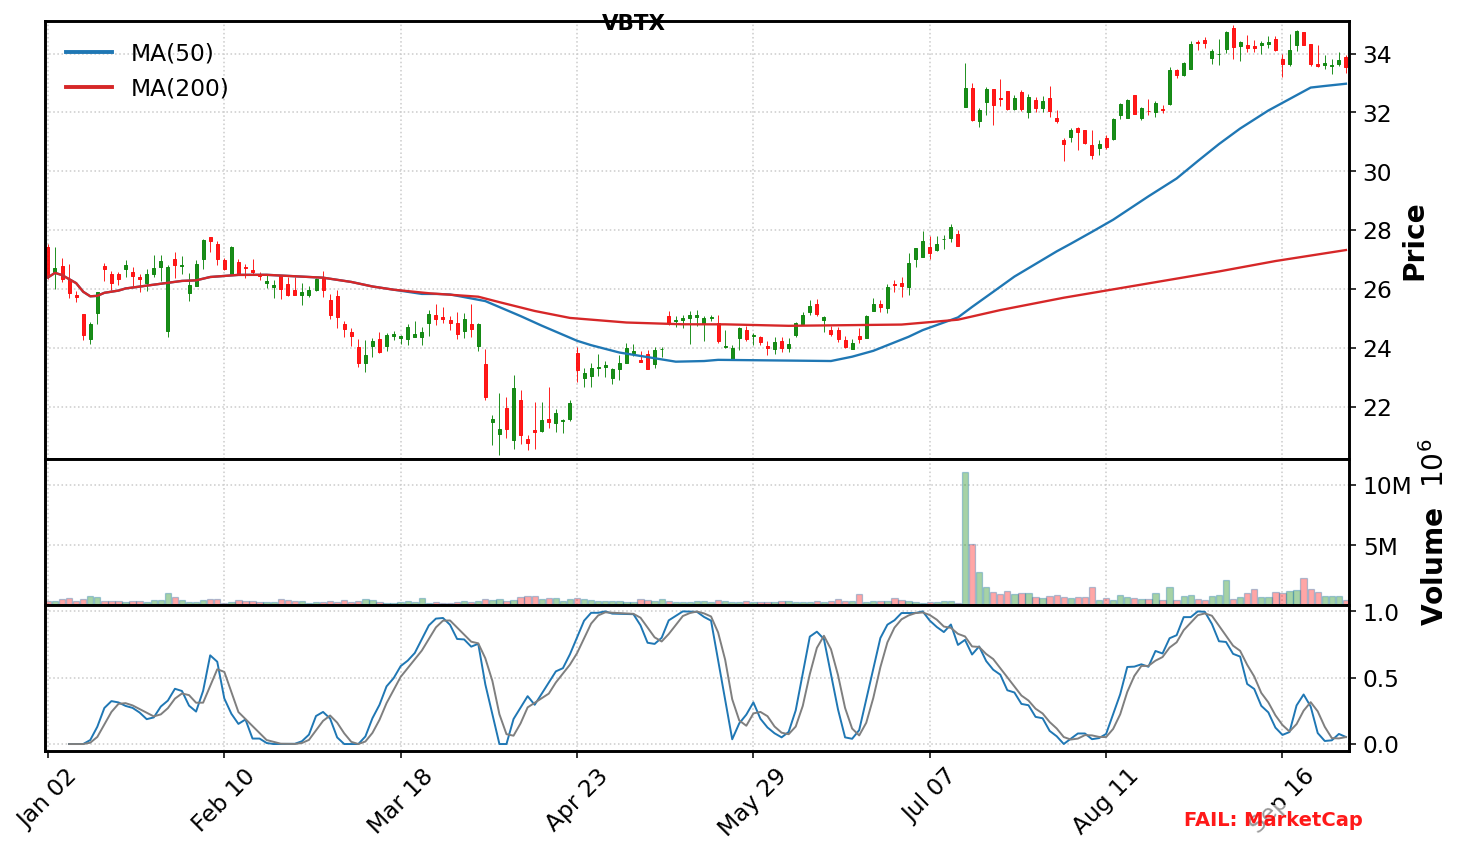 VBTX
MA(50)
MA(200)
34
32
30
28
26
24
22
Price
10M
5M
Volume 10^6
1.0
0.5
0.0
Jan 02
Feb 10
Mar 18
Apr 23
May 29
Jul 07
Aug 11
Sep 16
FAIL: MarketCap